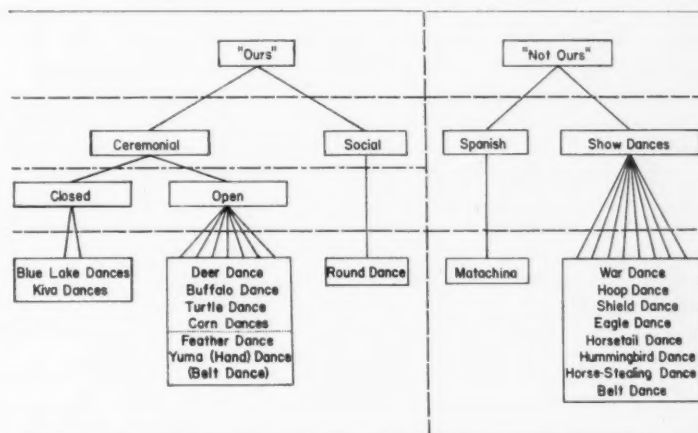 "Ours"
"Not Ours"
Ceremonial
Social
Spanish
Show Dances
Closed
Open
Blue Lake Dances
Kiva Dances
Deer Dance
Buffalo Dance
Turtle Dance
Corn Dances
Feather Dance
Yuma (Hand) Dance
(Belt Dance)
Round Dance
Matachina
War Dance
Hoop Dance
Shield Dance
Eagle Dance
Horsetail Dance
Hummingbird Dance
Horse-Stealing Dance
Belt Dance